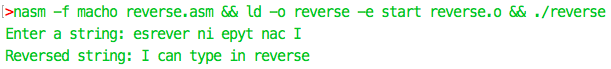 >nasm -f macho reverse.asm && ld -o reverse -e start reverse.o && ./reverse
Enter a string: esrever ni epyt nac I
Reversed string: I can type in reverse